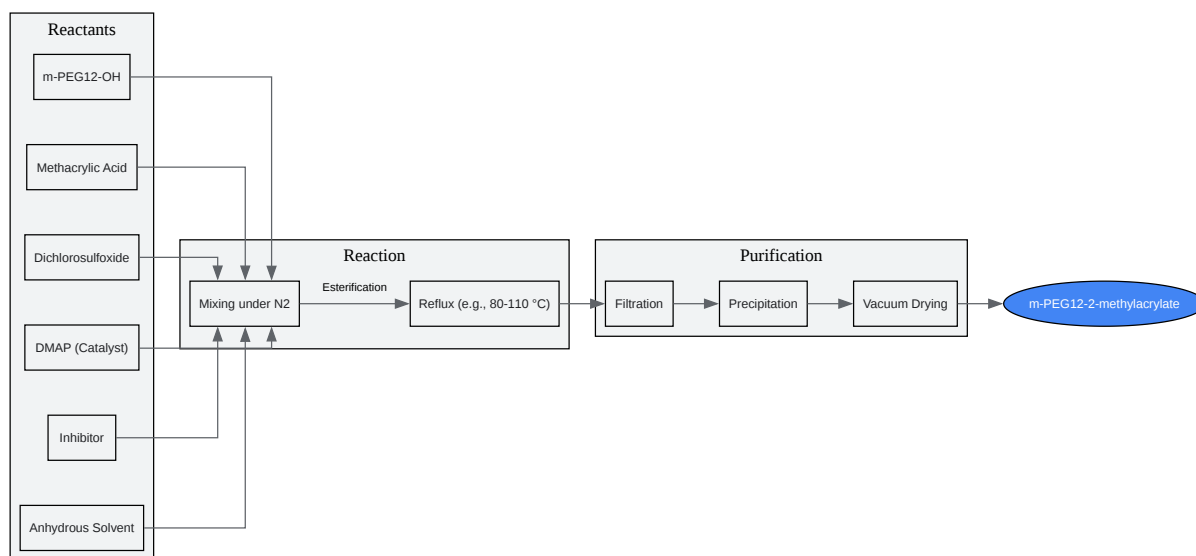 Reactants
m-PEG12-OH
Methacrylic Acid
Dichlorosulfoxide
DMAP (Catalyst)
Inhibitor
Anhydrous Solvent
Reaction
Mixing under N2
Esterification
Reflux (e.g., 80-110 °C)
Purification
Filtration
Precipitation
Vacuum Drying
m-PEG12-2-methylacrylate